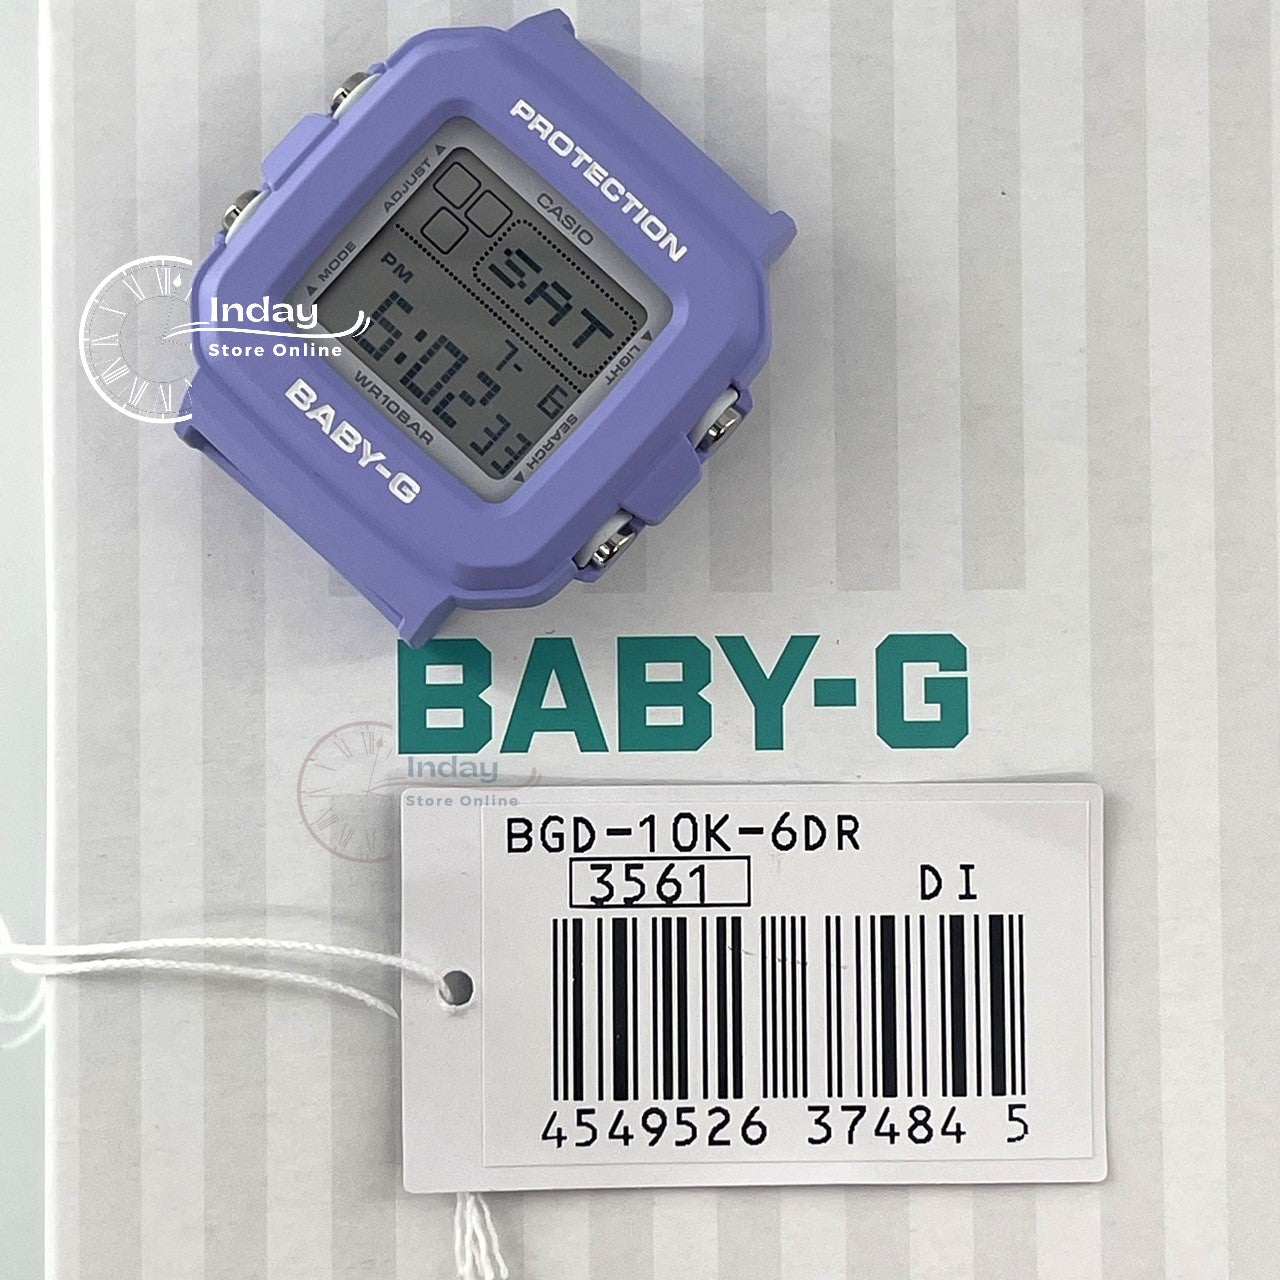 PROTECTION
ADJUST
CASIO
MODE
SAT
PM
7- 6
6:02 33
LIGHT
SEARCH
WR10BAR
BABY-G
Inday
Store Online
BABY-G
Inday
Store Online
BGD-10K-6DR
3561 DI
4549526 37484 5